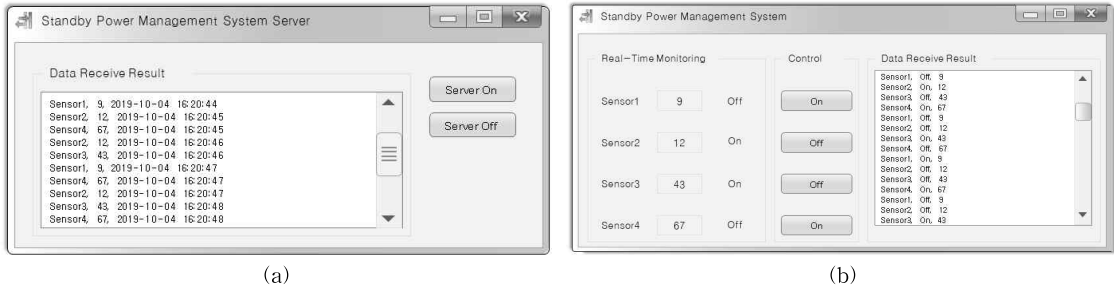 Standby Power Management System Server
Data Receive Result
Sensor1, 9, 2019-10-04 16:20:44
Sensor2, 12, 2019-10-04 16:20:45
Sensor4, 67, 2019-10-04 16:20:45
Sensor2, 12, 2019-10-04 16:20:46
Sensor3, 43, 2019-10-04 16:20:46
Sensor1, 9, 2019-10-04 16:20:47
Sensor4, 67, 2019-10-04 16:20:47
Sensor2, 12, 2019-10-04 16:20:47
Sensor3, 43, 2019-10-04 16:20:48
Sensor4, 67, 2019-10-04 16:20:48
Server On
Server Off
(a)
Standby Power Management System
Real-Time Monitoring
Sensor1 9 Off
Sensor2 12 On
Sensor3 43 On
Sensor4 67 Off
Control
On
Off
Off
On
Data Receive Result
Sensor1, Off, 9
Sensor2, On, 12
Sensor3, Off, 43
Sensor4, On, 67
Sensor1, Off, 9
Sensor2, Off, 12
Sensor3, On, 43
Sensor4, Off, 67
Sensor1, On, 9
Sensor2, Off, 12
Sensor3, Off, 43
Sensor4, On, 67
Sensor1, Off, 9
Sensor2, Off, 12
Sensor3, On, 43
(b)